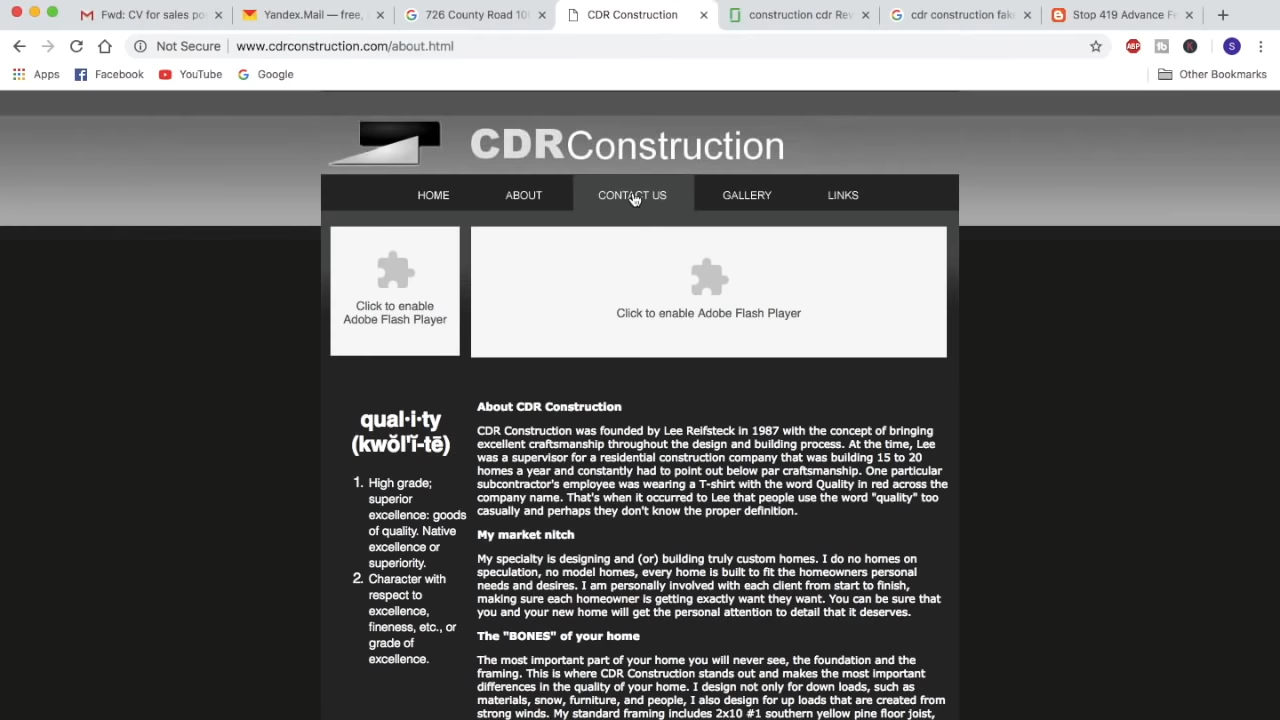 Fwd: CV for sales po
Yandex.Mail — free,
726 County Road 10
CDR Construction
construction cdr Rev
cdr construction fak
Stop 419 Advance Fe
Not Secure
www.cdrconstruction.com/about.html
ABP
S
Apps
Facebook
YouTube
Google
Other Bookmarks
CDRConstruction
HOME
ABOUT
CONTACT US
GALLERY
LINKS
Click to enable
Adobe Flash Player
Click to enable Adobe Flash Player
qual·i·ty
(kwŏl'ĭ-tē)
1. High grade;
superior
excellence: goods
of quality. Native
excellence or
superiority.
2. Character with
respect to
excellence,
fineness, etc., or
grade of
excellence.
About CDR Construction
CDR Construction was founded by Lee Reifsteck in 1987 with the concept of bringing
excellent craftsmanship throughout the design and building process. At the time, Lee
was a supervisor for a residential construction company that was building 15 to 20
homes a year and constantly had to point out below par craftsmanship. One particular
subcontractor's employee was wearing a T-shirt with the word Quality in red across the
company name. That's when it occurred to Lee that people use the word "quality" too
casually and perhaps they don't know the proper definition.
My market nitch
My specialty is designing and (or) building truly custom homes. I do no homes on
speculation, no model homes, every home is built to fit the homeowners personal
needs and desires. I am personally involved with each client from start to finish,
making sure each homeowner is getting exactly want they want. You can be sure that
you and your new home will get the personal attention to detail that it deserves.
The "BONES" of your home
The most important part of your home you will never see, the foundation and the
framing. This is where CDR Construction stands out and makes the most important
differences in the quality of your home. I design not only for down loads, such as
materials, snow, furniture, and people, I also design for up loads that are created from
strong winds. My standard framing includes 2x10 #1 southern yellow pine floor joist,